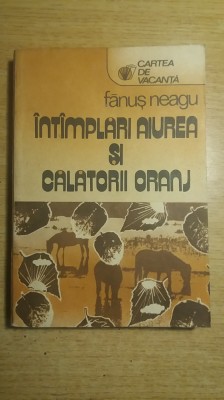 CARTEA
DE
VACANȚĂ
fănuș neagu
ÎNTÎMPLĂRI AIUREA
ȘI
CĂLĂTORII ORANJ